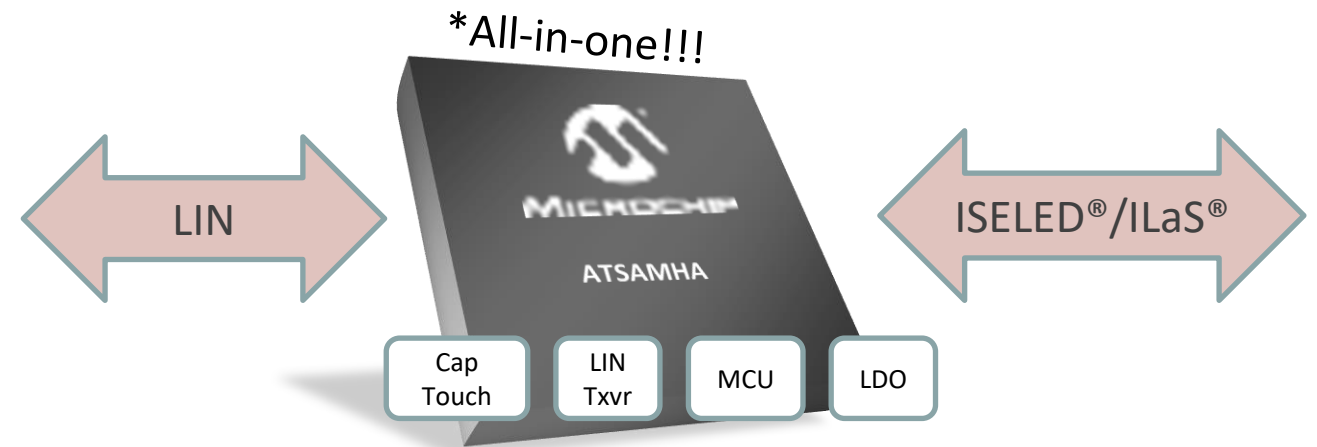 *All-in-one!!!
LIN
MICROCHIP
ISELED®/ILaS®
ATSAMHA
Cap
Touch
LIN
Txvr
MCU
LDO